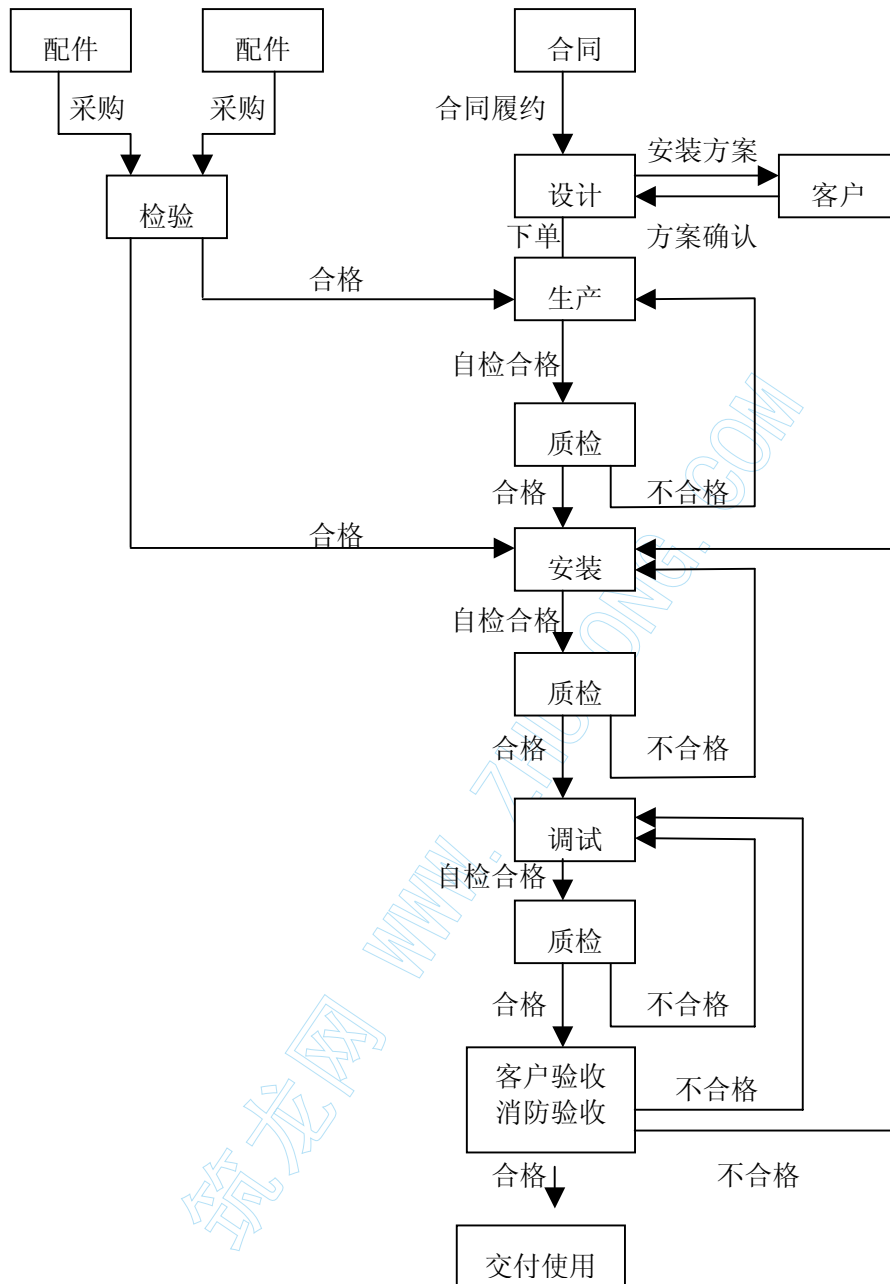 配件
配件
合同
采购
采购
合同履约
安装方案
检验
设计
客户
下单
方案确认
合格
生产
自检合格
质检
合格
不合格
合格
安装
自检合格
质检
合格
不合格
调试
自检合格
质检
合格
不合格
客户验收
消防验收
不合格
合格
不合格
交付使用
筑龙网 WWW.ZHULONG.COM